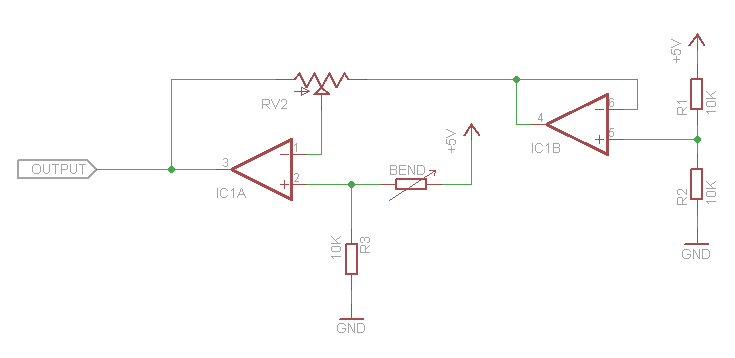 +5V
RV2
4
6
5
IC1B
R1
10K
OUTPUT
3
1
2
IC1A
BEND
+5V
R2
10K
10K
R3
GND
GND